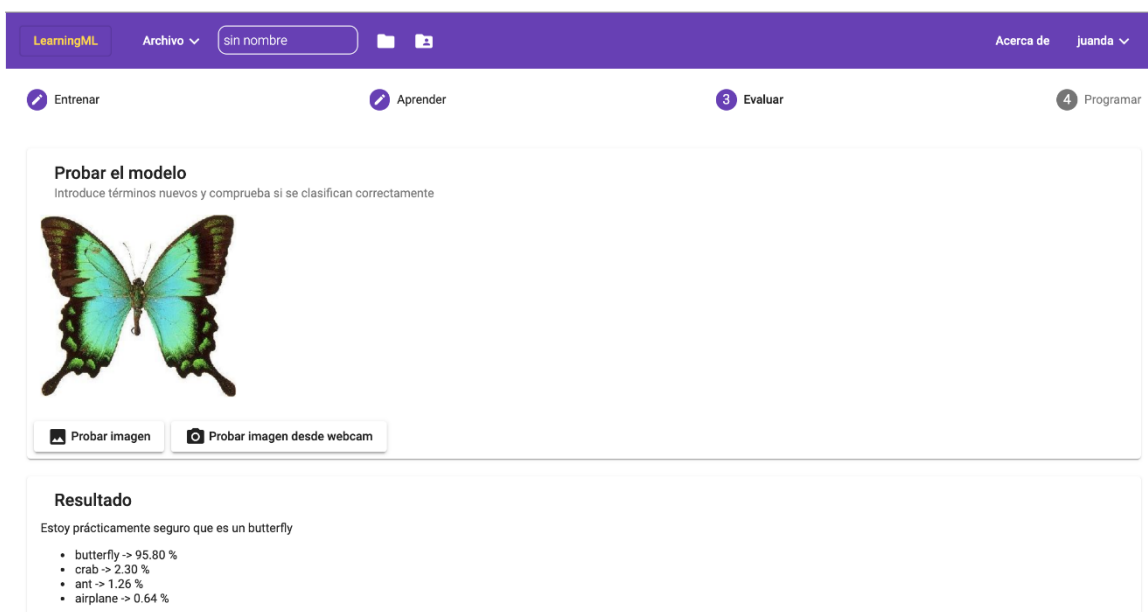 LearningML Archivo sin nombre Acerca de juanda
Entrenar Aprender 3 Evaluar 4 Programar
Probar el modelo
Introduce términos nuevos y comprueba si se clasifican correctamente
Probar imagen Probar imagen desde webcam
Resultado
Estoy prácticamente seguro que es un butterfly
• butterfly -> 95.80 %
• crab -> 2.30 %
• ant -> 1.26 %
• airplane -> 0.64 %